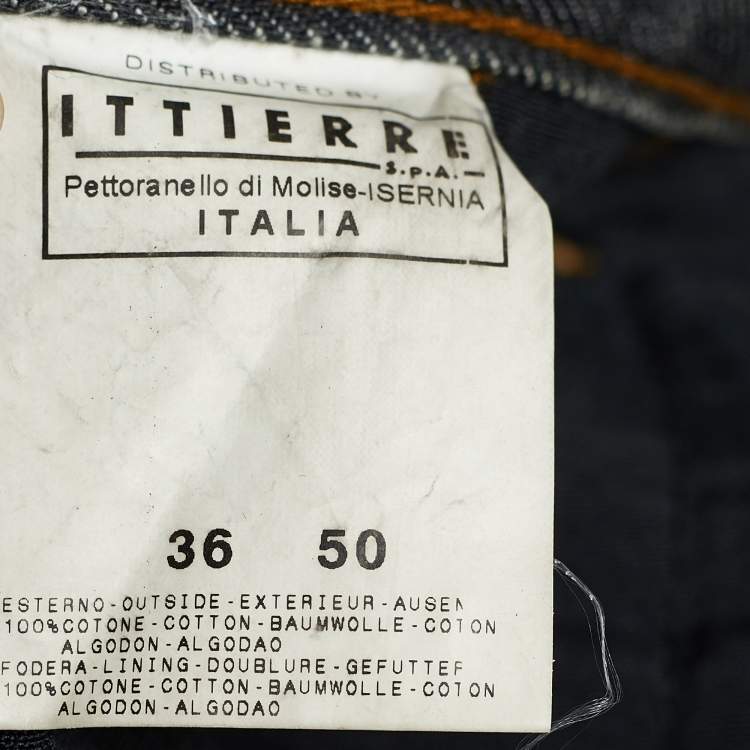 DISTRIBUTED BY
ITTIERRE
S.p.A.
Pettoranello di Molise-ISERNIA
ITALIA
36 50
ESTERNO-OUTSIDE-EXTERIEUR-AUSEN
100%COTONE-COTTON-BAUMWOLLE-COTON
ALGODON-ALGODAO
FODERA-LINING-DOUBLURE-GEFUTTER
100%COTONE-COTTON-BAUMWOLLE-COTON
ALGODON-ALGODAO